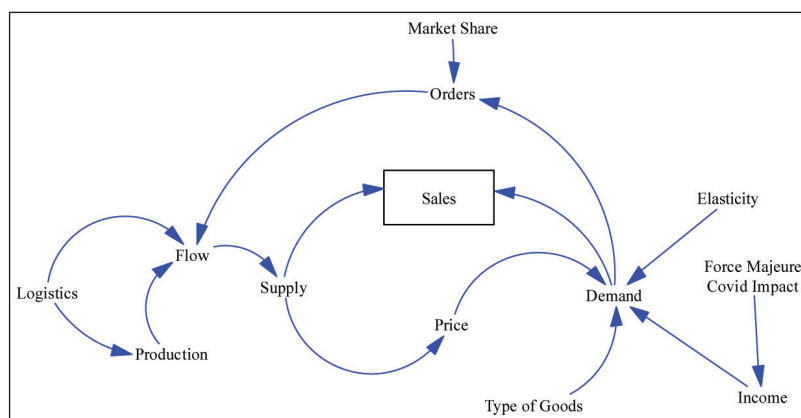 Market Share
Orders
Sales
Elasticity
Flow
Force Majeure
Covid Impact
Logistics
Supply
Demand
Price
Production
Type of Goods
Income